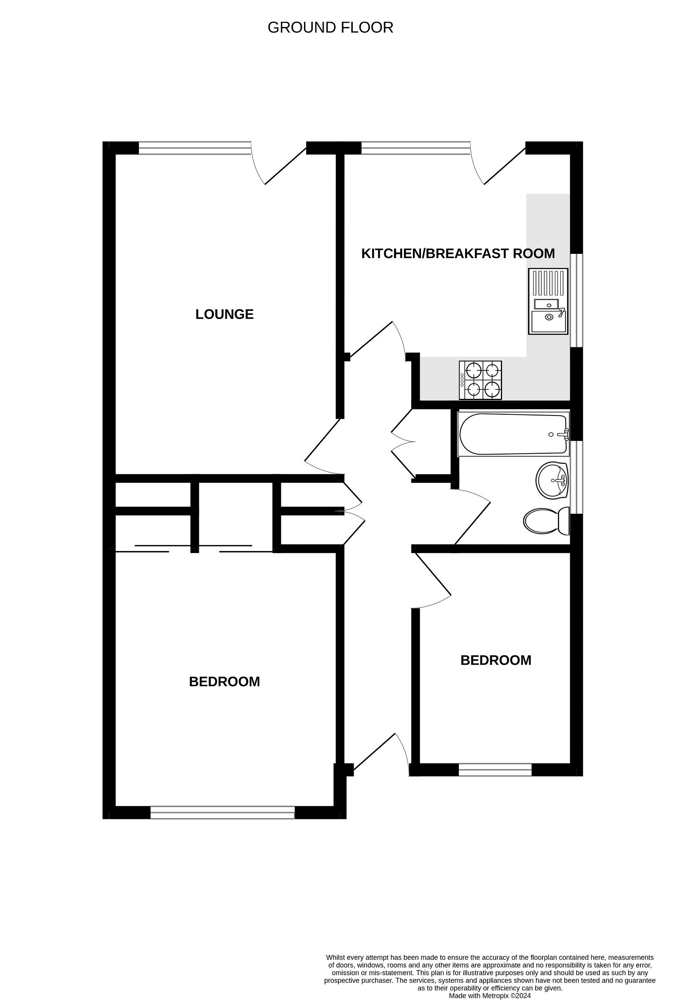 GROUND FLOOR
KITCHEN/BREAKFAST ROOM
LOUNGE
BEDROOM
BEDROOM
Whilst every attempt has been made to ensure the accuracy of the floorplan contained here, measurements
of doors, windows, rooms and any other items are approximate and no responsibility is taken for any error,
omission or mis-statement. This plan is for illustrative purposes only and should be used as such by any
prospective purchaser. The services, systems and appliances shown have not been tested and no guarantee
as to their operability or efficiency can be given.
Made with Metropix ©2024